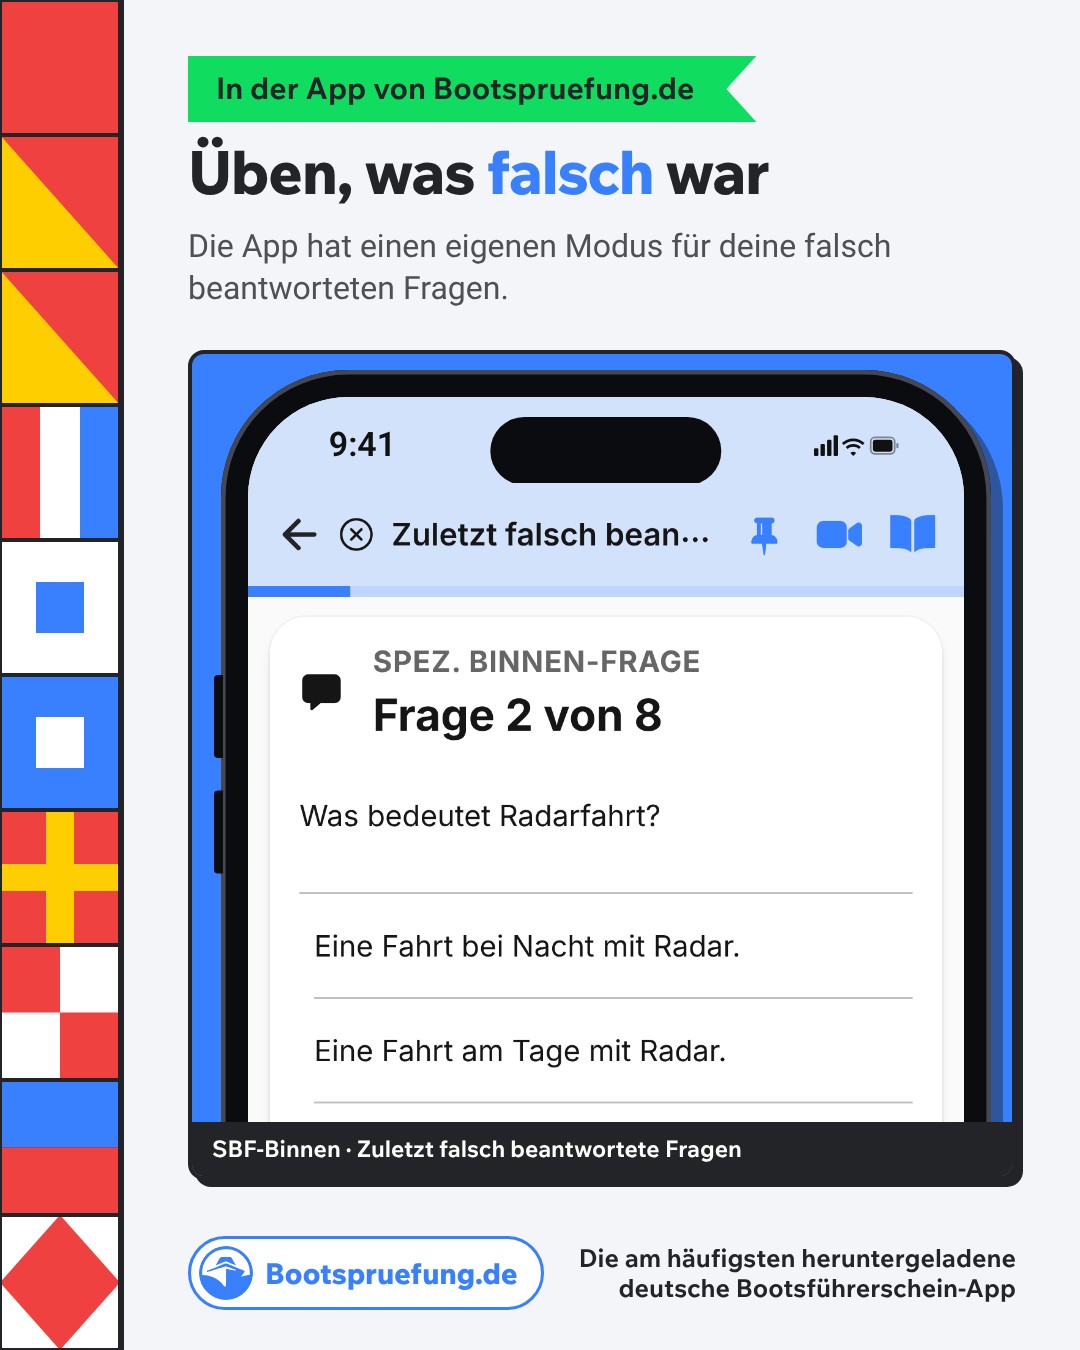 In der App von Bootspruefung.de
Üben, was falsch war
Die App hat einen eigenen Modus für deine falsch
beantworteten Fragen.
9:41
Zuletzt falsch bean...
SPEZ. BINNEN-FRAGE
Frage 2 von 8
Was bedeutet Radarfahrt?
Eine Fahrt bei Nacht mit Radar.
Eine Fahrt am Tage mit Radar.
SBF-Binnen · Zuletzt falsch beantwortete Fragen
Bootspruefung.de
Die am häufigsten heruntergeladene
deutsche Bootsführerschein-App